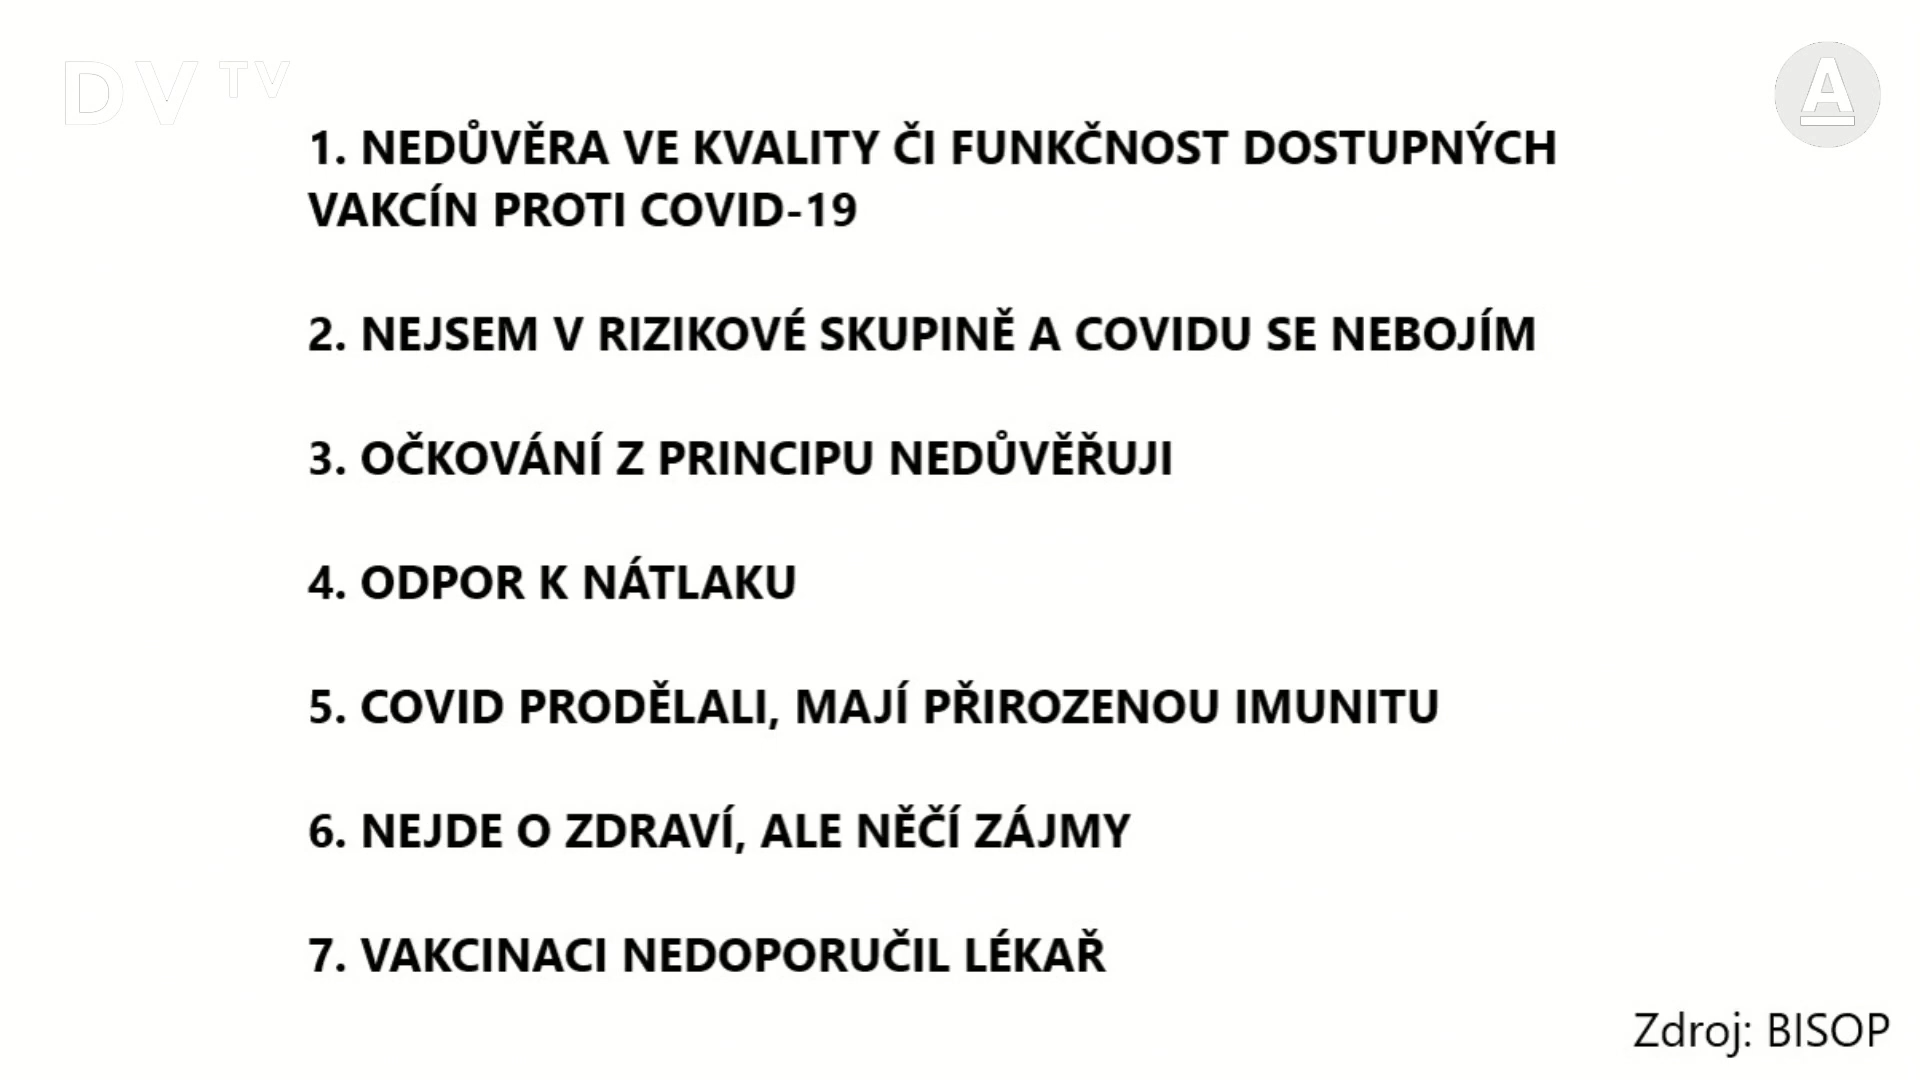 DVTV
A
1. NEDŮVĚRA VE KVALITY ČI FUNKČNOST DOSTUPNÝCH
VAKCÍN PROTI COVID-19
2. NEJSEM V RIZIKOVÉ SKUPINĚ A COVIDU SE NEBOJÍM
3. OČKOVÁNÍ Z PRINCIPU NEDŮVĚŘUJI
4. ODPOR K NÁTLAKU
5. COVID PRODĚLALI, MAJÍ PŘIROZENOU IMUNITU
6. NEJDE O ZDRAVÍ, ALE NĚČÍ ZÁJMY
7. VAKCINACI NEDOPORUČIL LÉKAŘ
Zdroj: BISOP